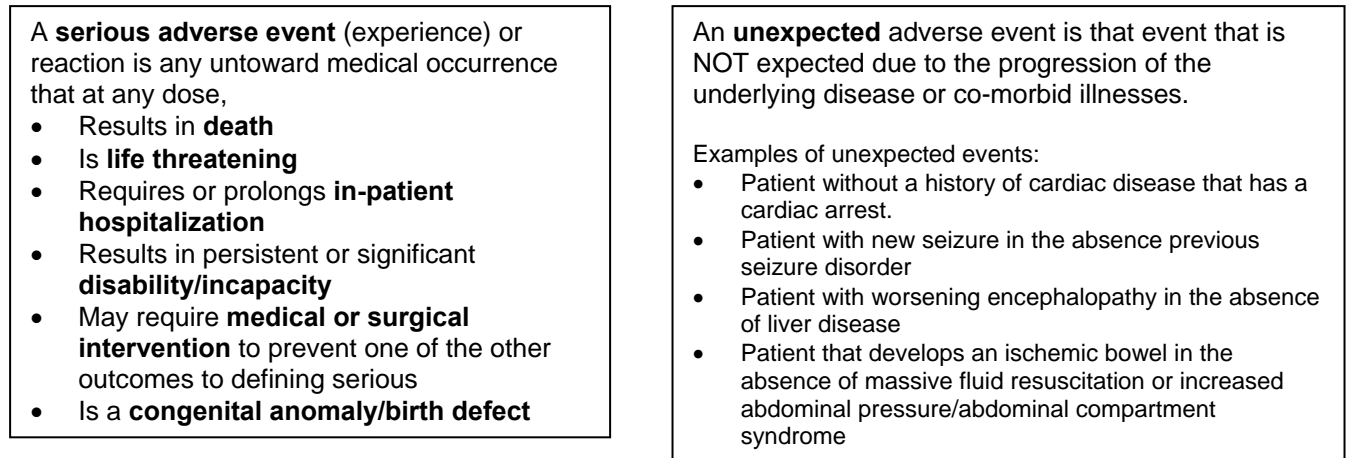 A serious adverse event (experience) or
reaction is any untoward medical occurrence
that at any dose,
• Results in death
• Is life threatening
• Requires or prolongs in-patient
hospitalization
• Results in persistent or significant
disability/incapacity
• May require medical or surgical
intervention to prevent one of the other
outcomes to defining serious
• Is a congenital anomaly/birth defect
An unexpected adverse event is that event that is
NOT expected due to the progression of the
underlying disease or co-morbid illnesses.
Examples of unexpected events:
• Patient without a history of cardiac disease that has a
cardiac arrest.
• Patient with new seizure in the absence previous
seizure disorder
• Patient with worsening encephalopathy in the absence
of liver disease
• Patient that develops an ischemic bowel in the
absence of massive fluid resuscitation or increased
abdominal pressure/abdominal compartment
syndrome